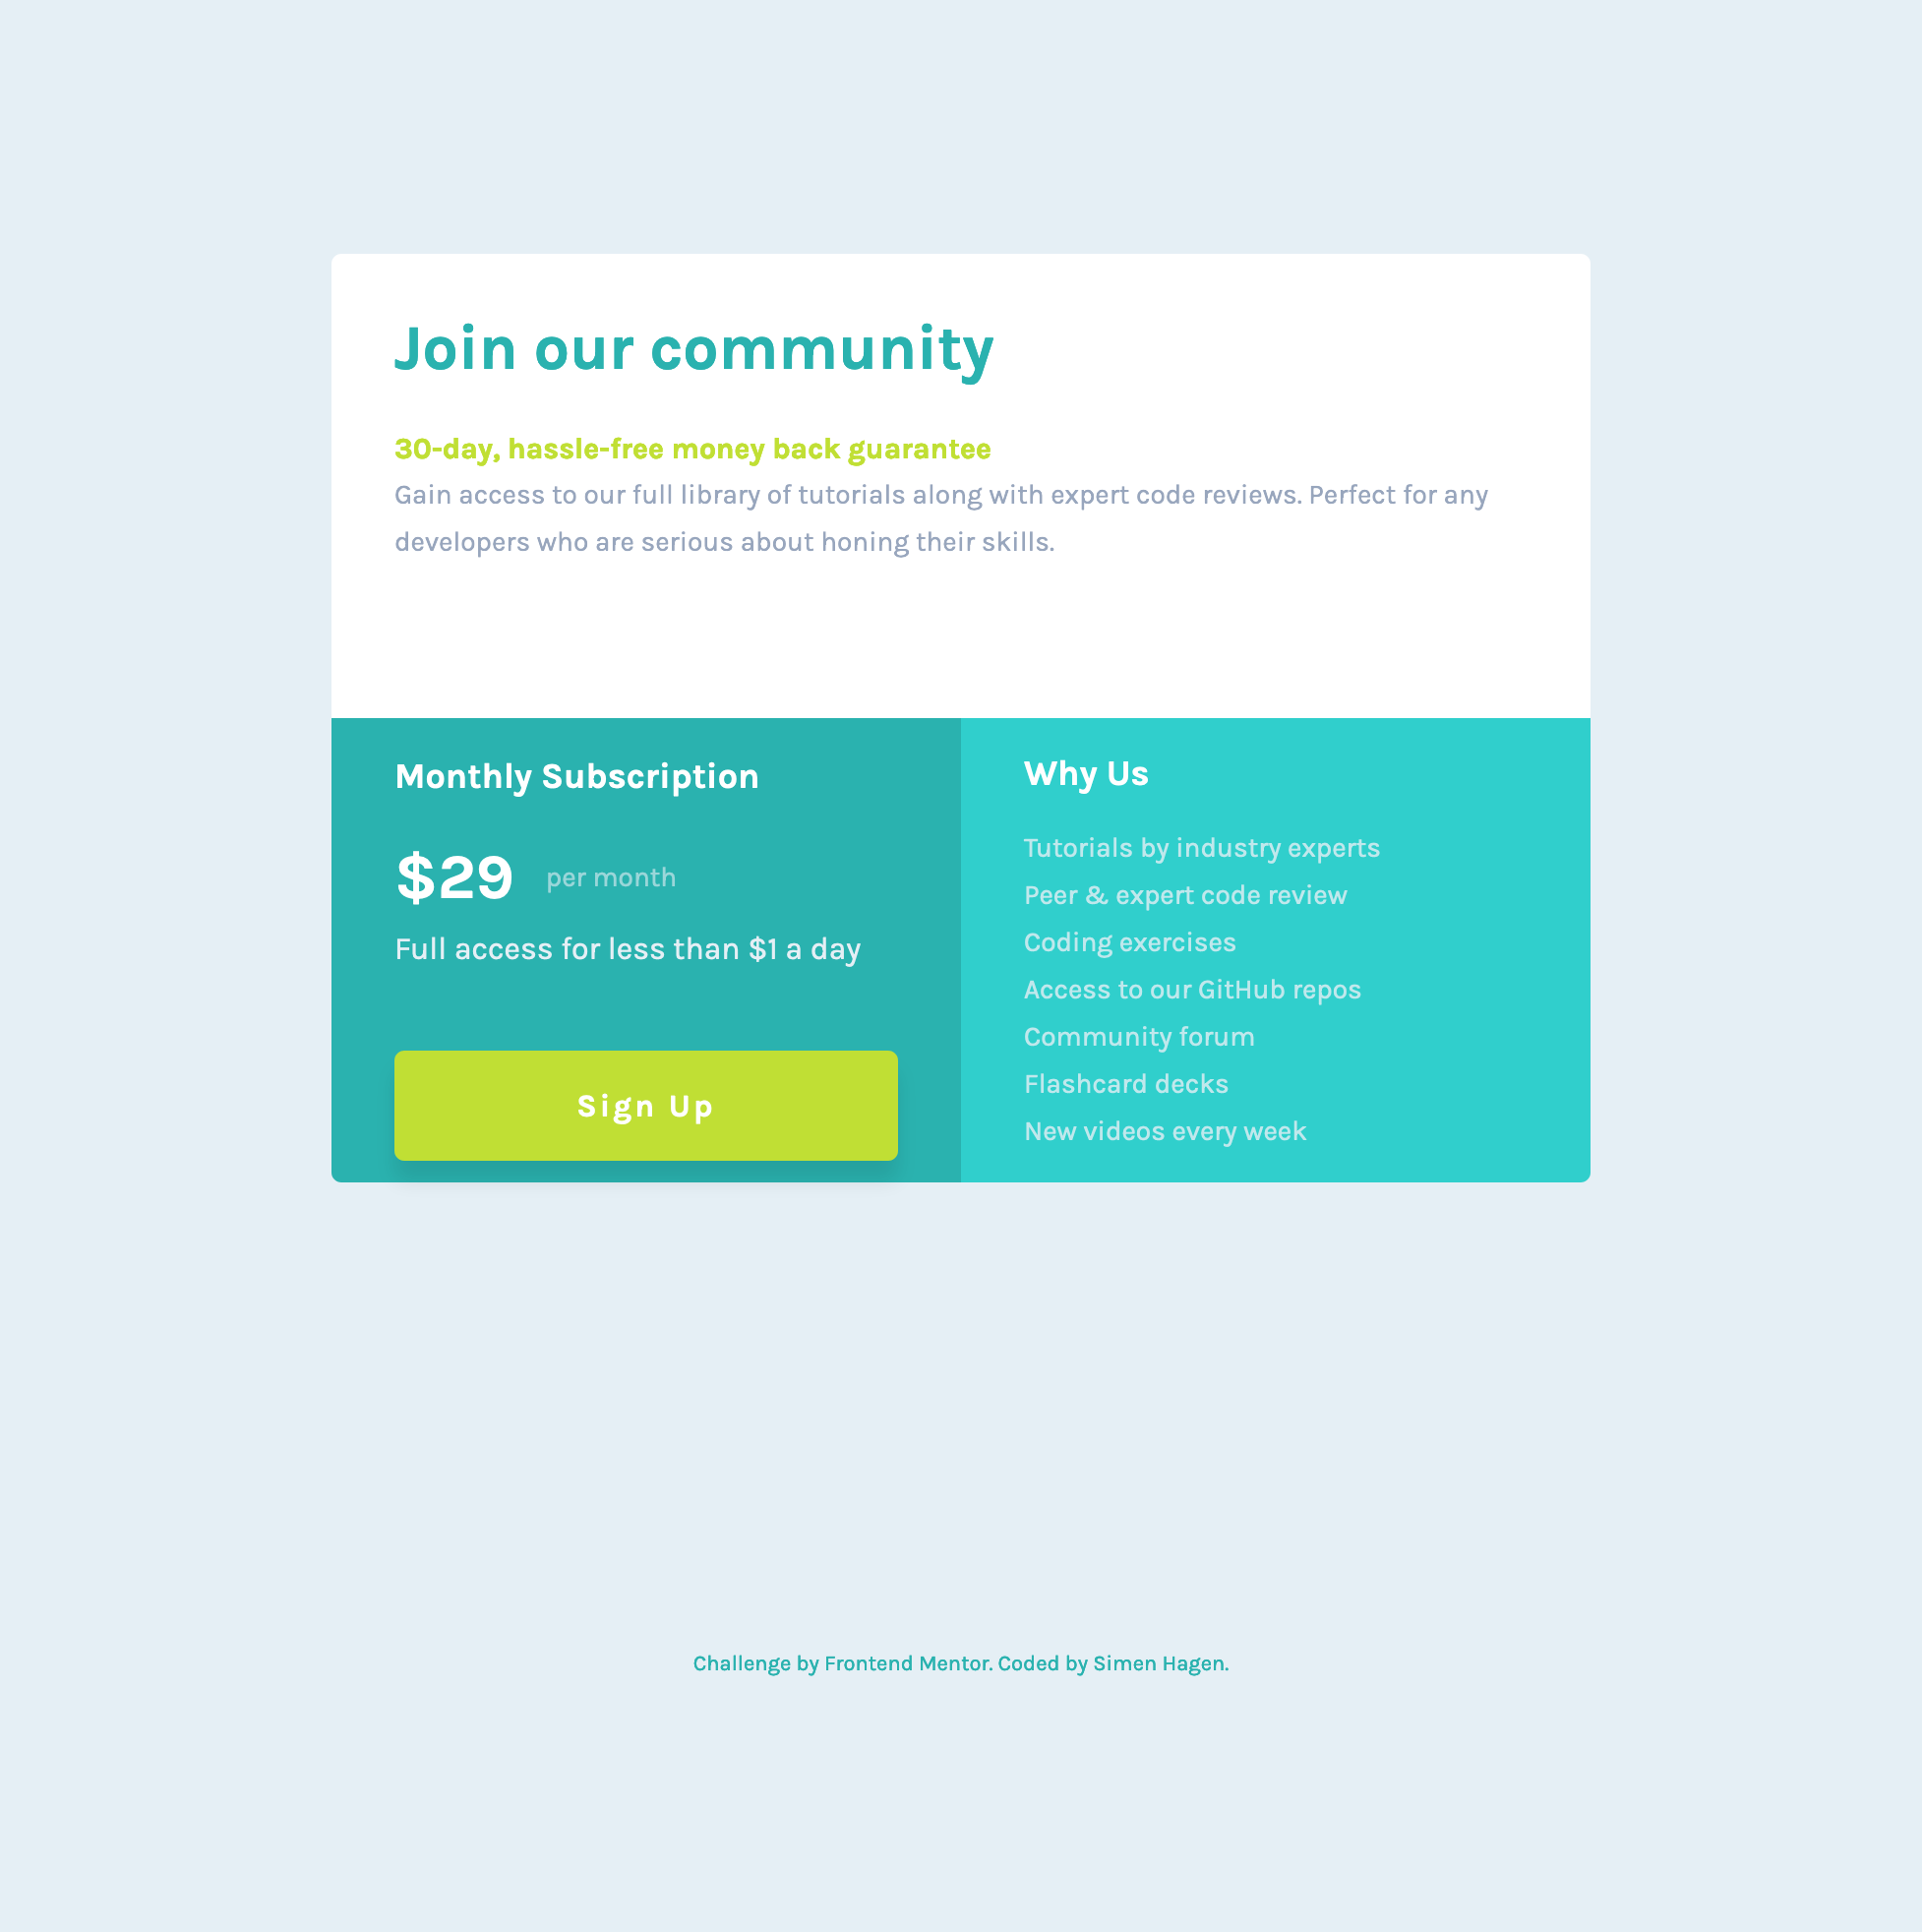 Join our community
30-day, hassle-free money back guarantee
Gain access to our full library of tutorials along with expert code reviews. Perfect for any
developers who are serious about honing their skills.
Monthly Subscription
$29 per month
Full access for less than $1 a day
Sign Up
Why Us
Tutorials by industry experts
Peer & expert code review
Coding exercises
Access to our GitHub repos
Community forum
Flashcard decks
New videos every week
Challenge by Frontend Mentor. Coded by Simen Hagen.